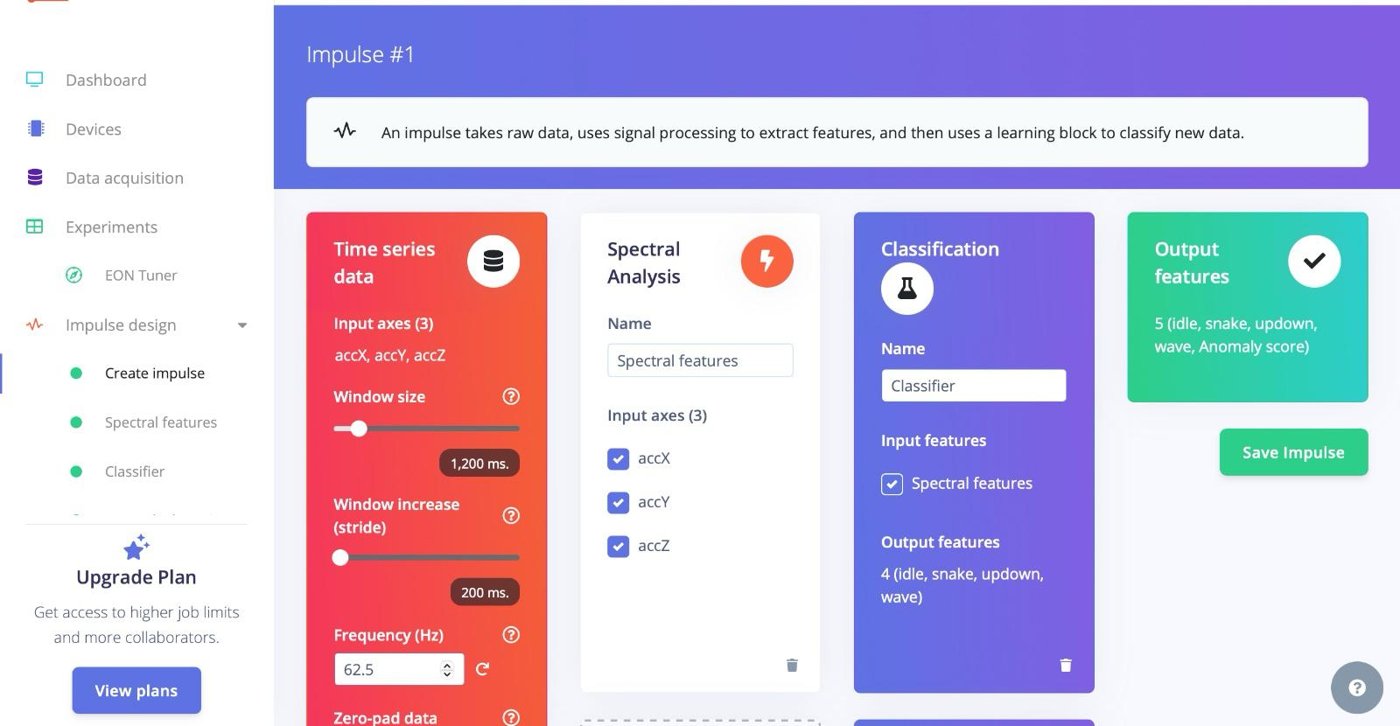 Dashboard
Devices
Data acquisition
Experiments
EON Tuner
Impulse design
Create impulse
Spectral features
Classifier
Upgrade Plan
Get access to higher job limits
and more collaborators.
View plans
Impulse #1
An impulse takes raw data, uses signal processing to extract features, and then uses a learning block to classify new data.
Time series
data
Input axes (3)
accX, accY, accZ
Window size
1,200 ms.
Window increase
(stride)
200 ms.
Frequency (Hz)
62.5
Zero-pad data
Spectral
Analysis
Name
Spectral features
Input axes (3)
accX
accY
accZ
Classification
Name
Classifier
Input features
Spectral features
Output features
4 (idle, snake, updown,
wave)
Output
features
5 (idle, snake, updown,
wave, Anomaly score)
Save Impulse